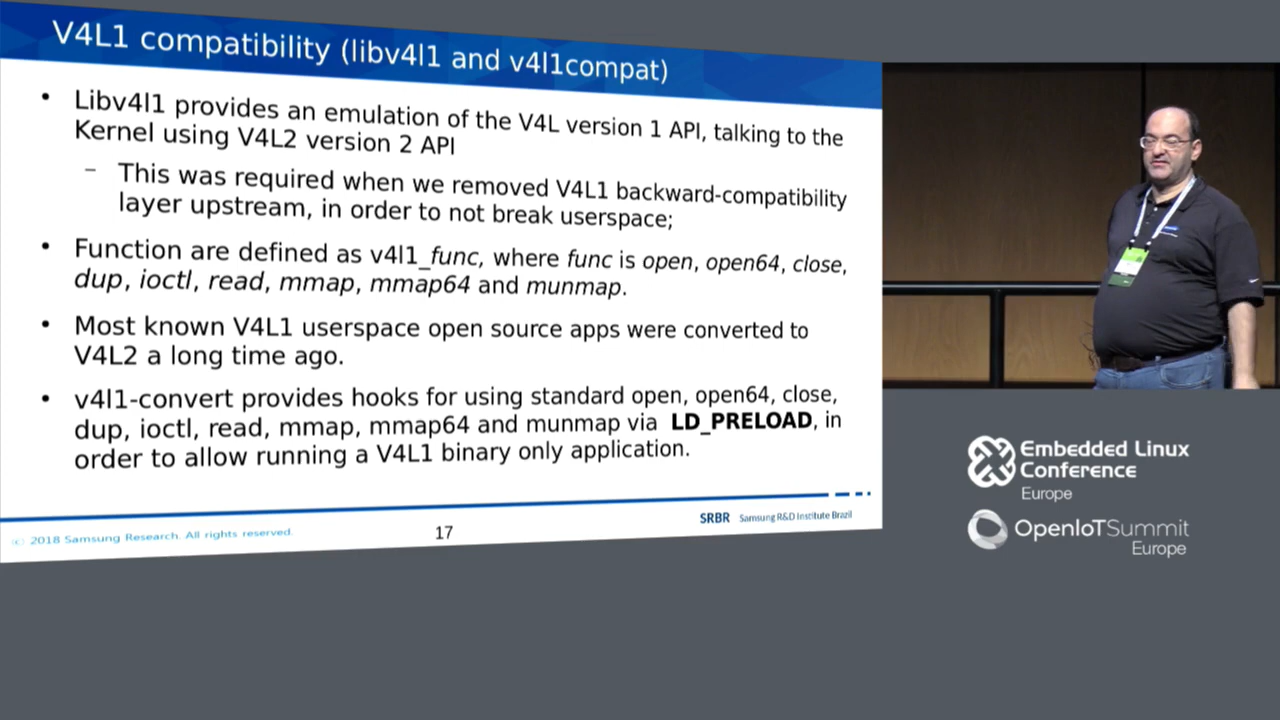 V4L1 compatibility (libv4l1 and v4l1compat)
• Libv4l1 provides an emulation of the V4L version 1 API, talking to the
Kernel using V4L2 version 2 API
– This was required when we removed V4L1 backward-compatibility
layer upstream, in order to not break userspace;
• Function are defined as v4l1_func, where func is open, open64, close,
dup, ioctl, read, mmap, mmap64 and munmap.
• Most known V4L1 userspace open source apps were converted to
V4L2 a long time ago.
• v4l1-convert provides hooks for using standard open, open64, close,
dup, ioctl, read, mmap, mmap64 and munmap via LD_PRELOAD, in
order to allow running a V4L1 binary only application.
© 2018 Samsung Research. All rights reserved.
17
SRBR Samsung R&D Institute Brazil
Embedded Linux
Conference
Europe
OpenIoTSummit
Europe